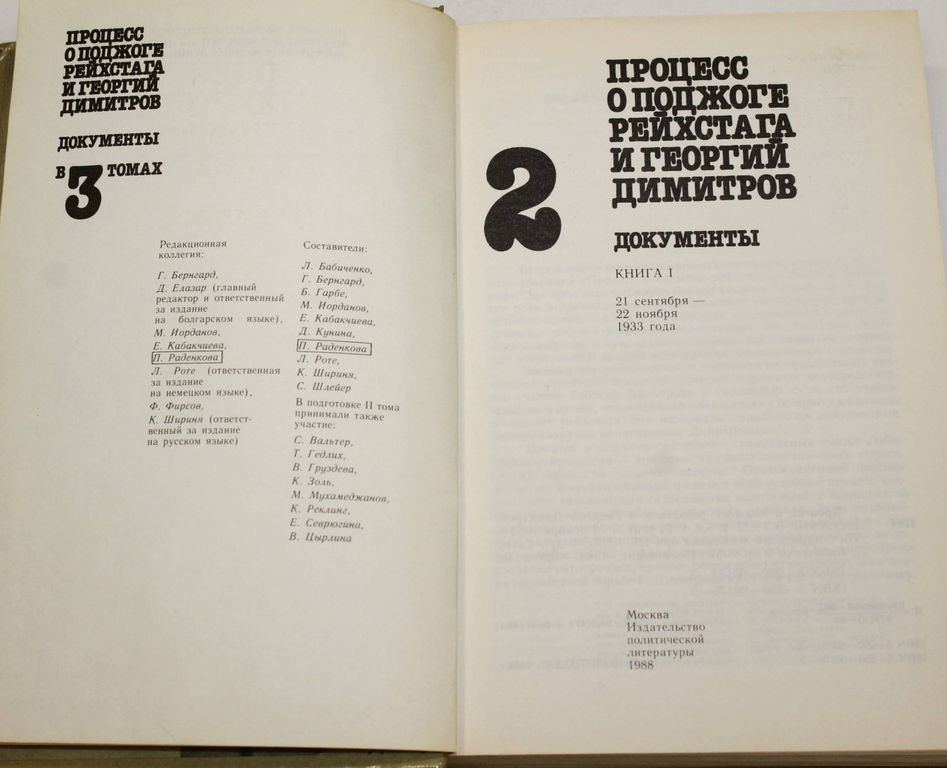 ПРОЦЕСС
О ПОДЖОГЕ
РЕЙХСТАГА
И ГЕОРГИЙ
ДИМИТРОВ
ДОКУМЕНТЫ
В 3 ТОМАХ
Редакционная
коллегия:
Г. Бернгард,
Д. Елазар (главный
редактор и ответственный
за издание
на болгарском языке),
М. Иорданов,
Е. Кабакчиева,
П. Раденкова
Л. Роте (ответственная
за издание
на немецком языке),
Ф. Фирсов,
К. Шириня (ответст-
венный за издание
на русском языке)
Составители:
Л. Бабиченко,
Г. Бернгард,
Б. Гарбе,
М. Иорданов,
Е. Кабакчиева,
Д. Кунина,
П. Раденкова
Л. Роте,
К. Шириня,
С. Шлейер
В подготовке II тома
принимали также
участие:
С. Вальтер,
Т. Гедлих,
В. Груздева,
К. Золь,
М. Мухамеджанов,
К. Реклинг,
Е. Севрюгина,
В. Цырлина
2
ПРОЦЕСС
О ПОДЖОГЕ
РЕЙХСТАГА
И ГЕОРГИЙ
ДИМИТРОВ
ДОКУМЕНТЫ
КНИГА I
21 сентября —
22 ноября
1933 года
Москва
Издательство
политической
литературы
1988